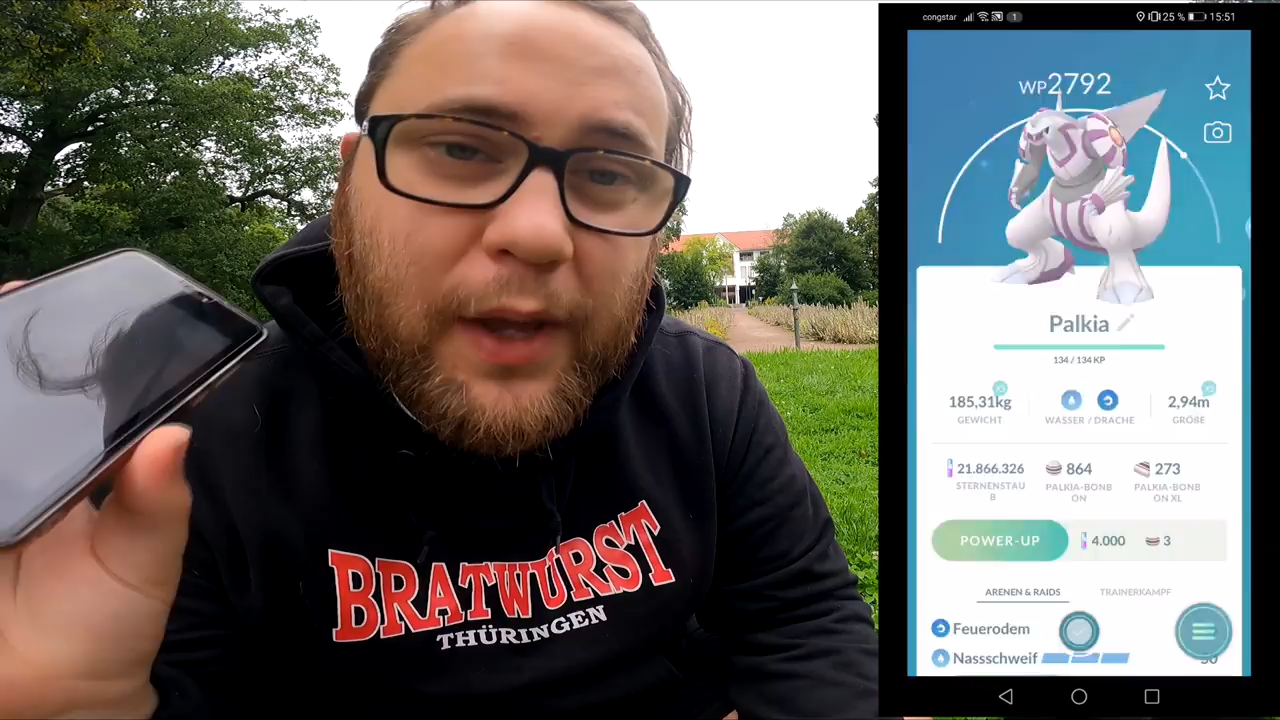 BRATWURST
THÜRINGEN
congstar 1 25 % 15:51
WP2792
Palkia
134 / 134 KP
185,31kg
GEWICHT
WASSER / DRACHE
2,94m
GRÖẞE
21.866.326
STERNENSTAU
B
864
PALKIA-BONB
ON
273
PALKIA-BONB
ON XL
POWER-UP 4.000 3
ARENEN & RAIDS TRAINERKAMPF
Feuerodem
Nassschweif